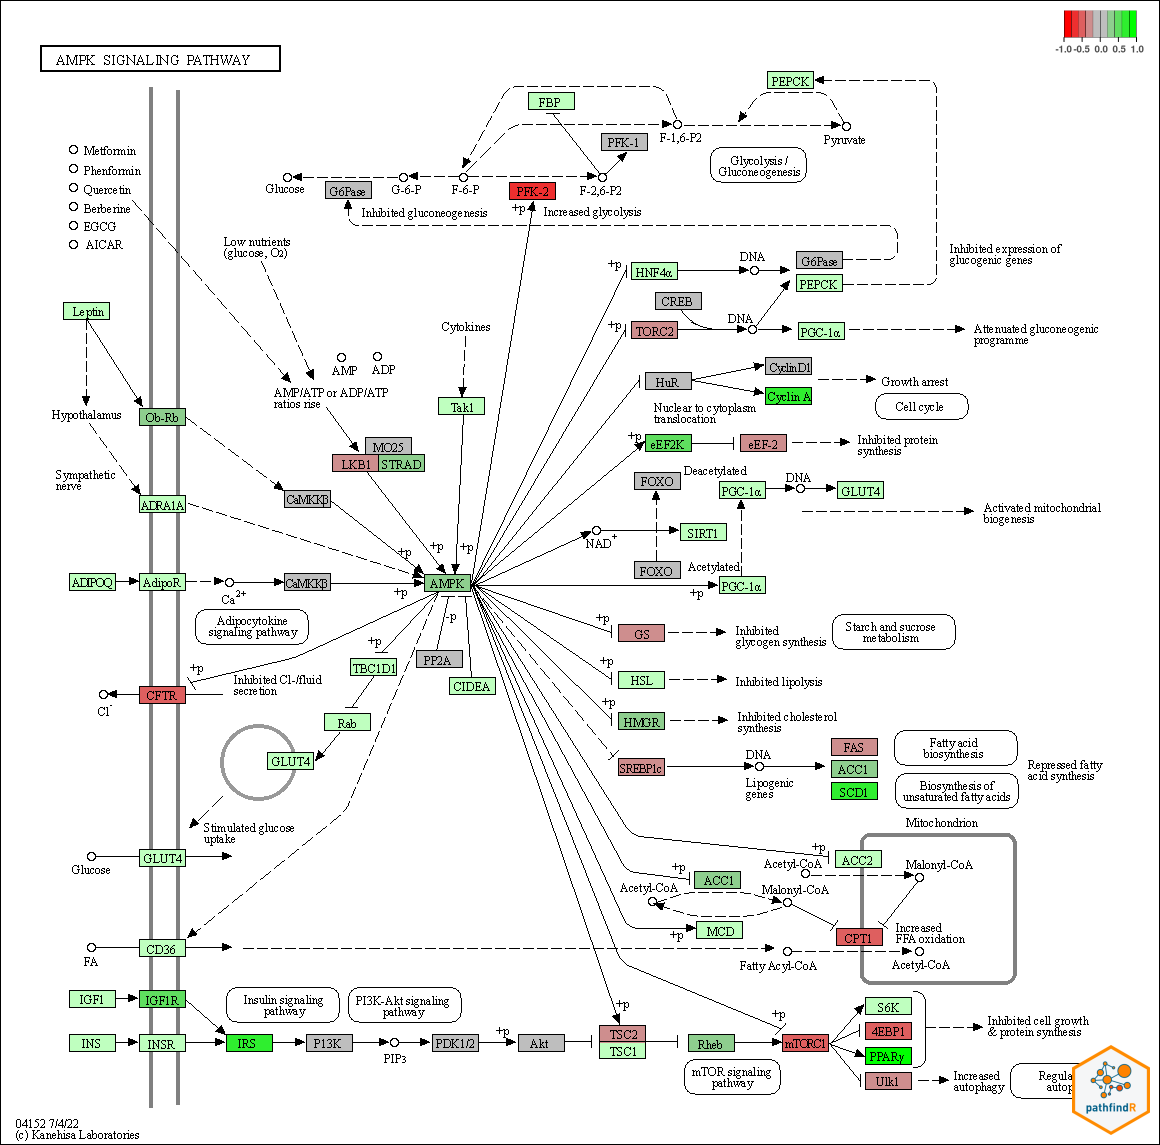 -1.0 -0.5 0.0 0.5 1.0
AMPK SIGNALING PATHWAY
PEPCK
FBP
F-1,6-P2
Pyruvate
PFK-1
Metformin
Phenformin
Quercetin
Berberine
EGCG
AICAR
Glycolysis /
Gluconeogenesis
Glucose
G6Pase
G-6-P
F-6-P
PFK-2
F-2,6-P2
+p
Increased glycolysis
Inhibited gluconeogenesis
Low nutrients
(glucose, O2)
Inhibited expression of
glucogenic genes
+p
HNF4α
DNA
G6Pase
PEPCK
CREB
Leptin
Cytokines
+p
TORC2
DNA
PGC-1α
Attenuated gluconeogenic
programme
AMP
ADP
HuR
CyclinD1
Growth arrest
Cyclin A
Cell cycle
AMP/ATP or ADP/ATP
ratios rise
Tak1
Nuclear to cytoplasm
translocation
Hypothalamus
Ob-Rb
+p
eEF2K
eEF-2
Inhibited protein
synthesis
MO25
LKB1
STRAD
Sympathetic
nerve
Deacetylated
FOXO
PGC-1α
DNA
GLUT4
CaMKKβ
ADRA1A
Activated mitochondrial
biogenesis
NAD+
SIRT1
+p
+p
+p
FOXO
Acetylated
PGC-1α
+p
ADIPOQ
AdipoR
Ca2+
CaMKKβ
+p
AMPK
Adipocytokine
signaling pathway
-p
+p
GS
Inhibited
glycogen synthesis
Starch and sucrose
metabolism
+p
TBC1D1
PP2A
CIDEA
+p
HSL
Inhibited lipolysis
+p
Inhibited Cl-/fluid
secretion
CFTR
Cl-
+p
HMGR
Inhibited cholesterol
synthesis
Rab
GLUT4
SREBP1c
DNA
Lipogenic
genes
FAS
ACC1
SCD1
Fatty acid
biosynthesis
Biosynthesis of
unsaturated fatty acids
Repressed fatty
acid synthesis
Stimulated glucose
uptake
Mitochondrion
Glucose
GLUT4
+p
ACC2
Acetyl-CoA
Malonyl-CoA
+p
ACC1
Acetyl-CoA
Malonyl-CoA
MCD
+p
CPT1
Increased
FFA oxidation
FA
CD36
Fatty Acyl-CoA
Acetyl-CoA
IGF1
IGF1R
Insulin signaling
pathway
PI3K-Akt signaling
pathway
+p
+p
S6K
4EBP1
PPARγ
Ulk1
Inhibited cell growth
& protein synthesis
INS
INSR
IRS
P13K
PIP3
PDK1/2
+p
Akt
TSC2
TSC1
Rheb
mTORC1
mTOR signaling
pathway
Increased
autophagy
04152 7/4/22
(c) Kanehisa Laboratories
pathfindR